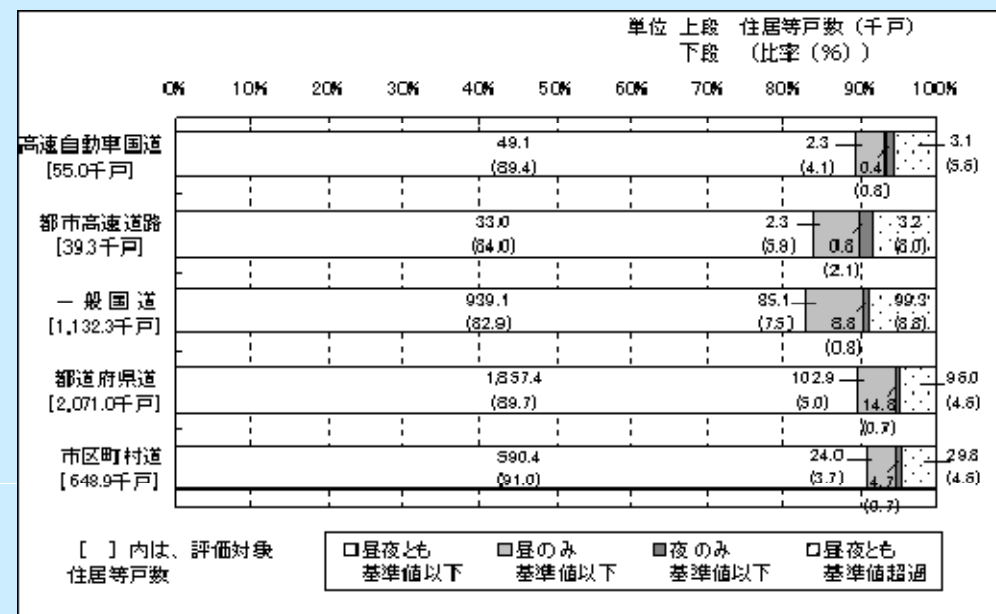 単位 上段 住居等戸数(千戸)
下段 (比率(%))
0% 10% 20% 30% 40% 50% 60% 70% 80% 90% 100%
高速自動車国道
[55.0千戸]
49.1 2.3 0.4 3.1
(89.4) (4.1) (5.6)
(0.8)
都市高速道路
[39.3千戸]
33.0 2.3 0.8 3.2
(84.0) (5.9) (8.0)
(2.1)
一般国道
[1,132.3千戸]
939.1 85.1 8.8 99.3
(82.9) (7.5) (8.8)
(0.8)
都道府県道
[2,071.0千戸]
1,857.4 102.9 14.8 96.0
(89.7) (5.0) (4.6)
(0.7)
市区町村道
[648.9千戸]
590.4 24.0 4.7 29.8
(91.0) (3.7) (4.6)
(0.7)
[ ]内は、評価対象
住居等戸数
昼夜とも 昼のみ 夜のみ 昼夜とも
基準値以下 基準値以下 基準値以下 基準値超過